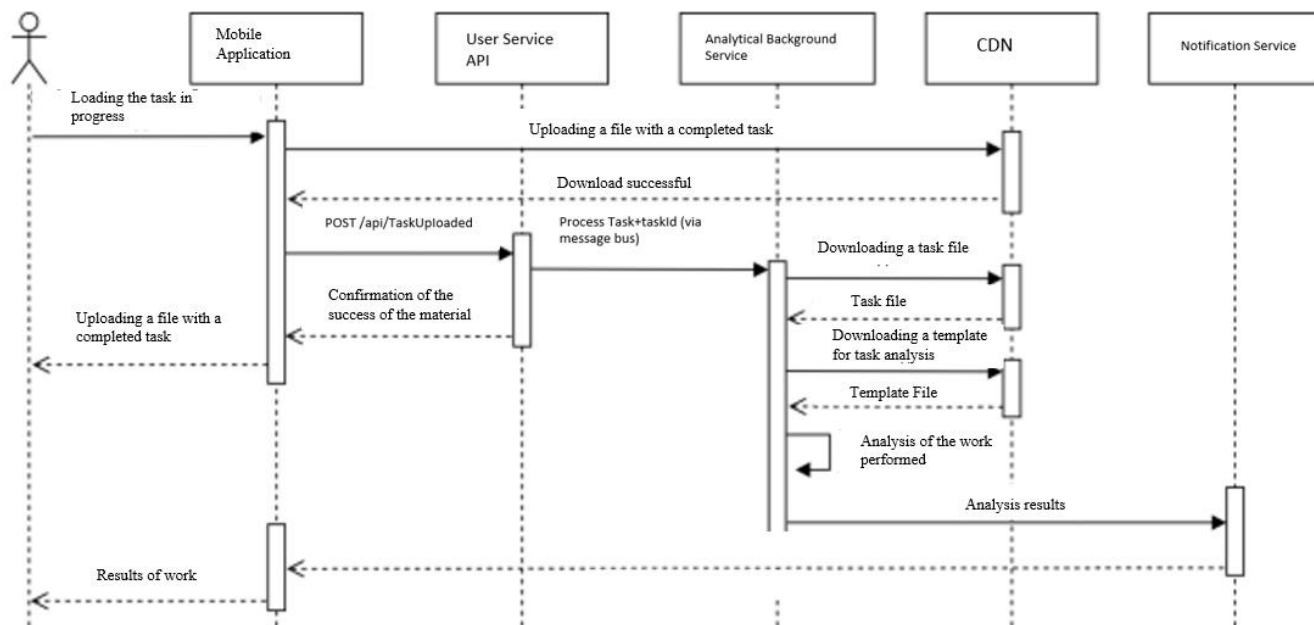 Mobile
Application
User Service
API
Analytical Background
Service
CDN
Notification Service
Loading the task in
progress
Uploading a file with a completed task
Download successful
POST /api/TaskUploaded
Process Task+taskId (via
message bus)
Downloading a task file
Confirmation of the
success of the material
Task file
Uploading a file with a
completed task
Downloading a template
for task analysis
Template File
Analysis of the work
performed
Analysis results
Results of work